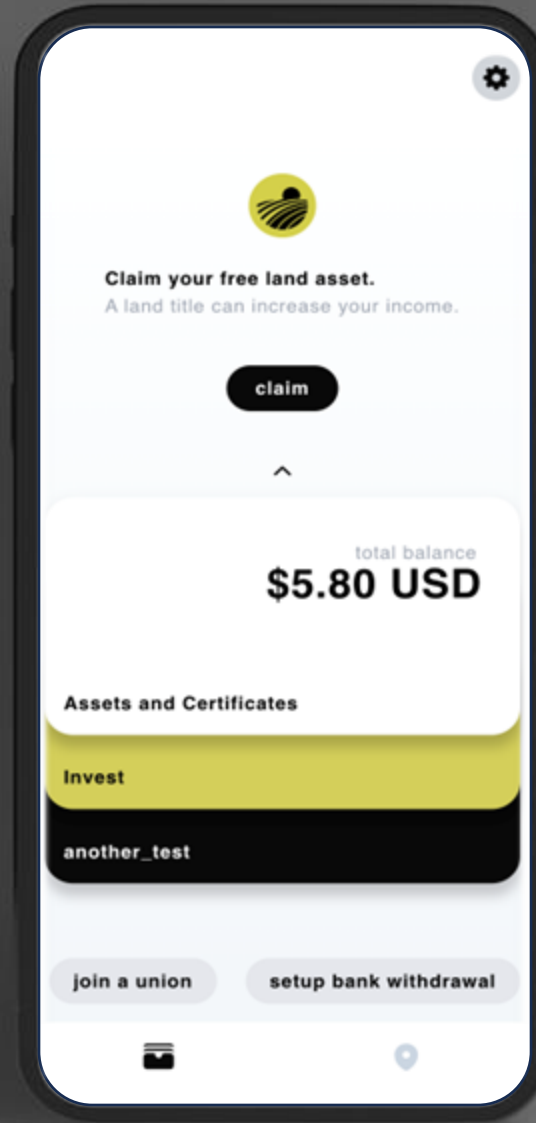 Claim your free land asset.
A land title can increase your income.
claim
total balance
$5.80 USD
Assets and Certificates
Invest
another_test
join a union
setup bank withdrawal